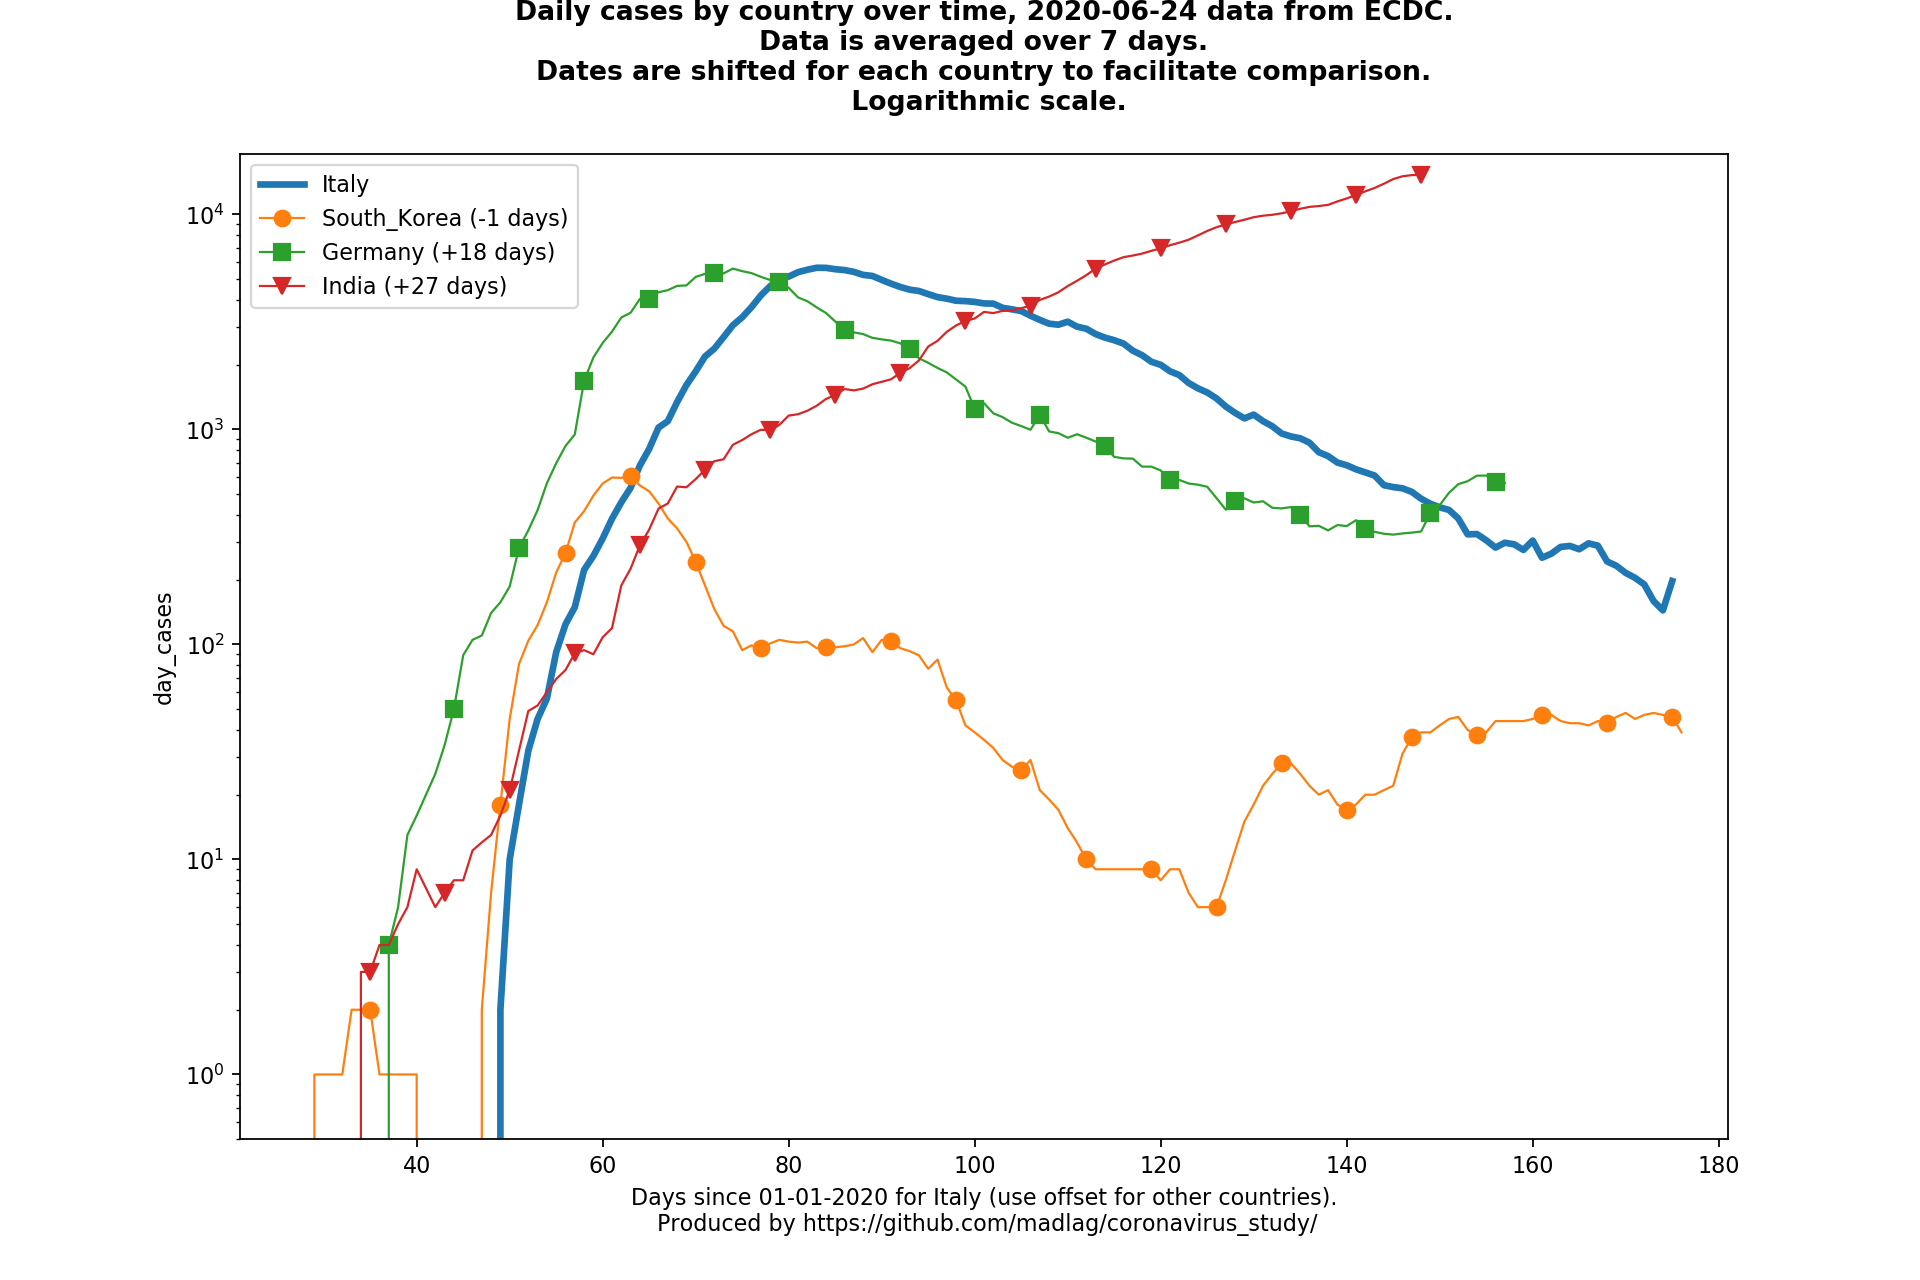 Daily cases by country over time, 2020-06-24 data from ECDC.
Data is averaged over 7 days.
Dates are shifted for each country to facilitate comparison.
Logarithmic scale.
Italy
South_Korea (-1 days)
Germany (+18 days)
India (+27 days)
10⁴
10³
10²
10¹
10⁰
day_cases
40 60 80 100 120 140 160 180
Days since 01-01-2020 for Italy (use offset for other countries).
Produced by https://github.com/madlag/coronavirus_study/